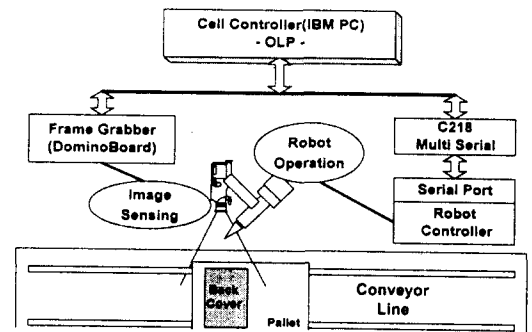 Cell Controller(IBM PC)
- OLP -
Frame Grabber
(DominoBoard)
Robot
Operation
C218
Multi Serial
Image
Sensing
Serial Port
Robot
Controller
Back
Cover
Pallet
Conveyor
Line